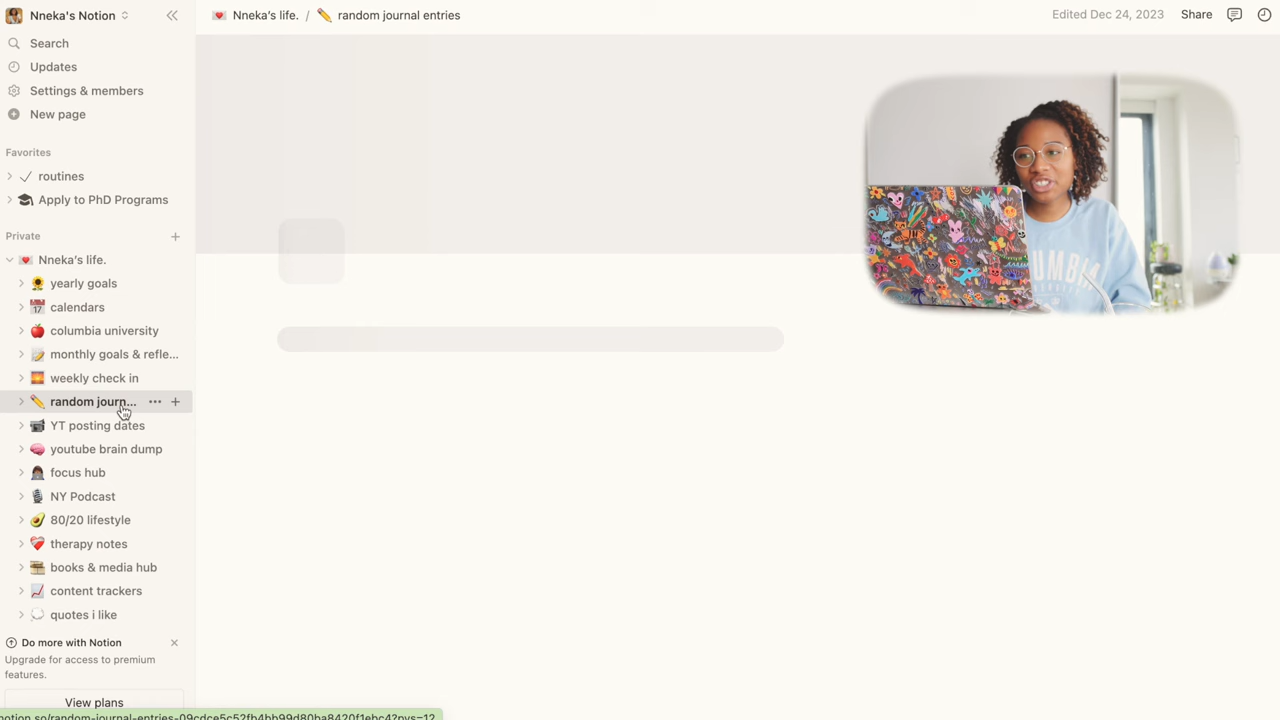 Nneka's Notion
Nneka's life. / random journal entries
Edited Dec 24, 2023
Share
Search
Updates
Settings & members
New page
Favorites
routines
Apply to PhD Programs
Private
Nneka's life.
yearly goals
calendars
columbia university
monthly goals & refle...
weekly check in
random journ...
YT posting dates
youtube brain dump
focus hub
NY Podcast
80/20 lifestyle
therapy notes
books & media hub
content trackers
quotes i like
Do more with Notion
Upgrade for access to premium
features.
View plans